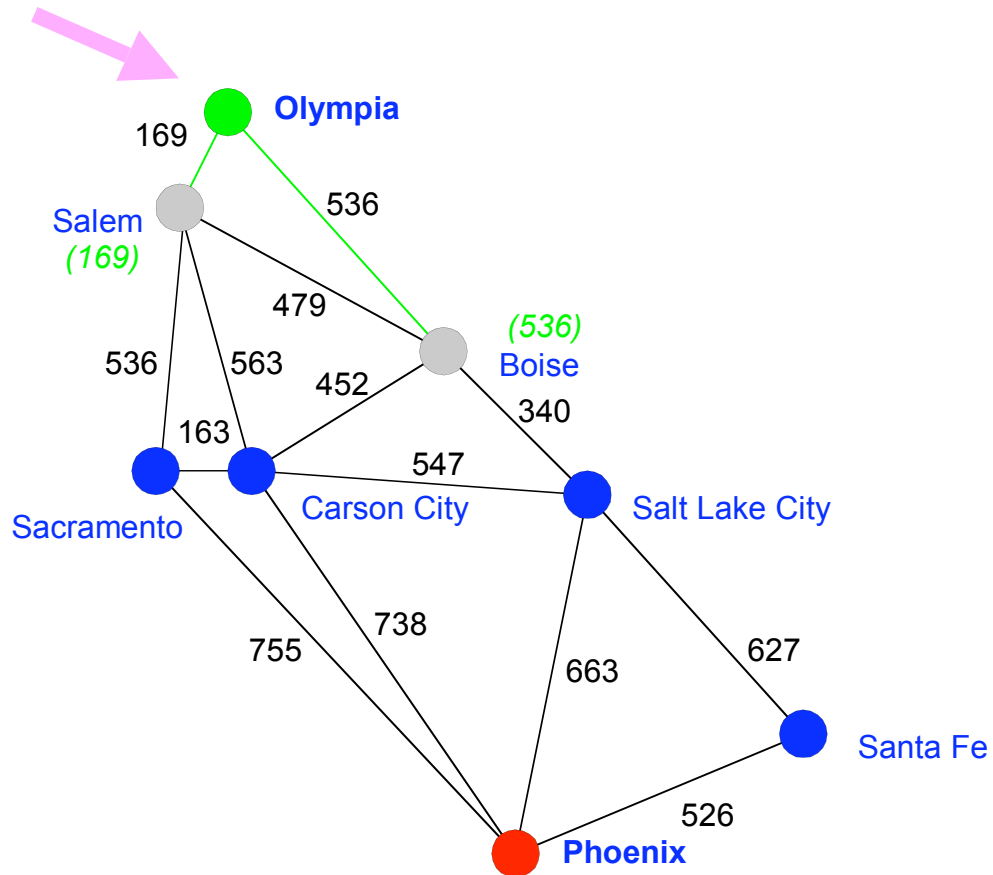 Olympia
169
536
Salem
(169)
479
(536)
Boise
536
563
452
340
163
547
Carson City
Salt Lake City
Sacramento
738
755
627
663
Santa Fe
526
Phoenix